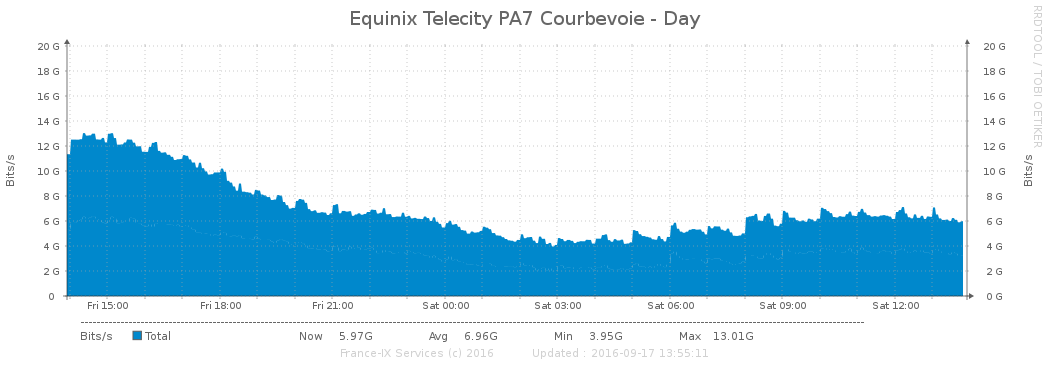 Equinix Telecity PA7 Courbevoie - Day
RRDTOOL / TOBI OETIKER
Bits/s
Bits/s
20 G 20 G
18 G 18 G
16 G 16 G
14 G 14 G
12 G 12 G
10 G 10 G
8 G 8 G
6 G 6 G
4 G 4 G
2 G 2 G
0 0 G
Fri 15:00 Fri 18:00 Fri 21:00 Sat 00:00 Sat 03:00 Sat 06:00 Sat 09:00 Sat 12:00
Bits/s Total Now 5.97G Avg 6.96G Min 3.95G Max 13.01G
France-IX Services (c) 2016 Updated : 2016-09-17 13:55:11